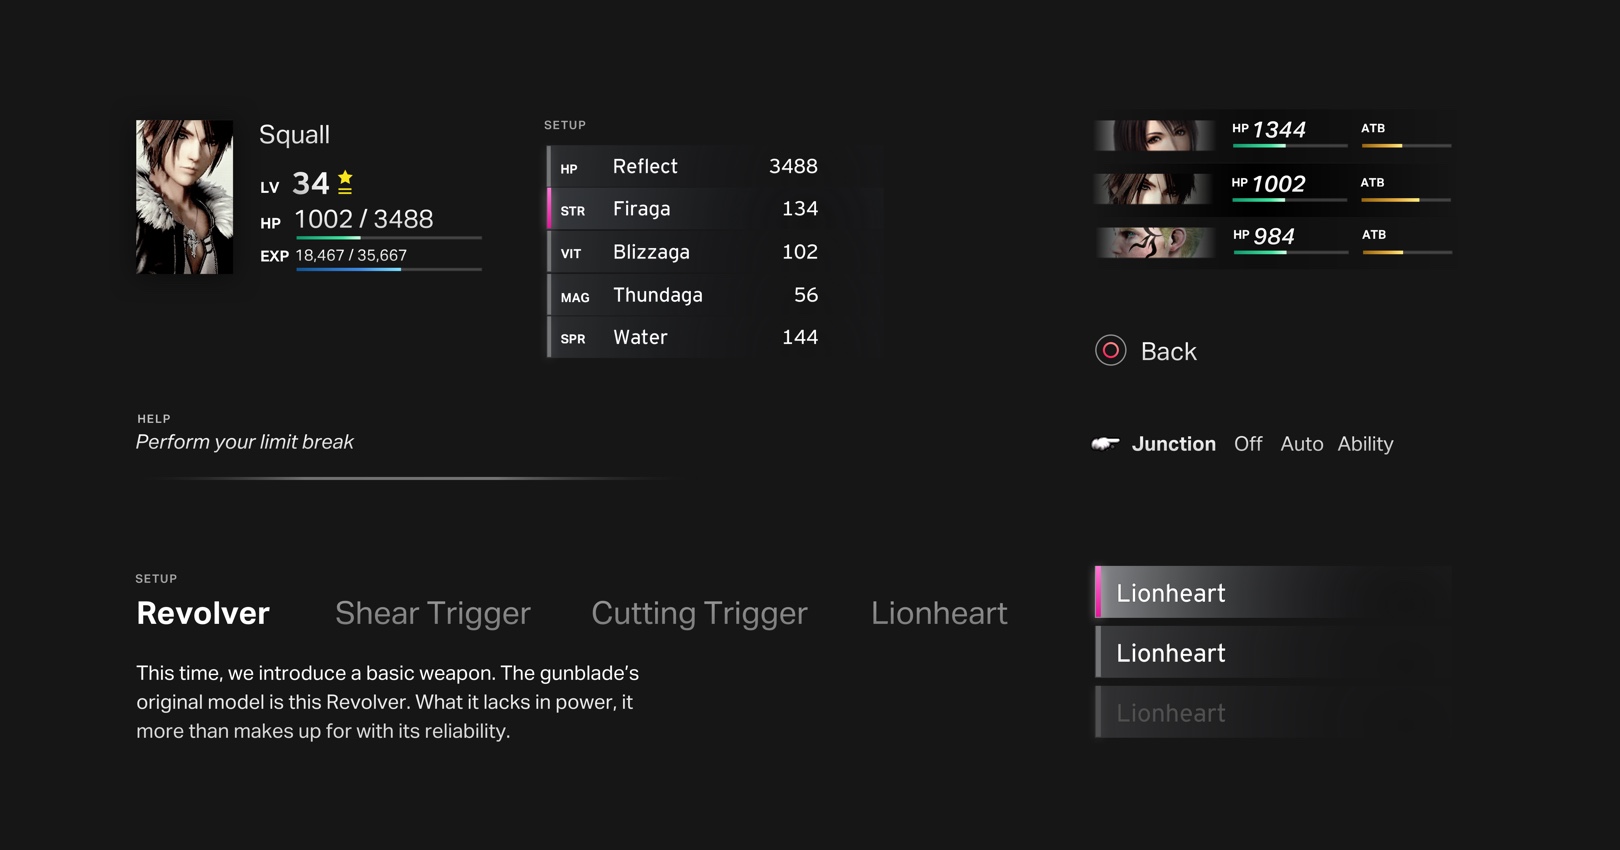 Squall
LV 34
HP 1002 / 3488
EXP 18,467 / 35,667
SETUP
HP Reflect 3488
STR Firaga 134
VIT Blizzaga 102
MAG Thundaga 56
SPR Water 144
HP 1344 ATB
HP 1002 ATB
HP 984 ATB
Back
HELP
Perform your limit break
Junction Off Auto Ability
SETUP
Revolver Shear Trigger Cutting Trigger Lionheart
This time, we introduce a basic weapon. The gunblade’s
original model is this Revolver. What it lacks in power, it
more than makes up for with its reliability.
Lionheart
Lionheart
Lionheart